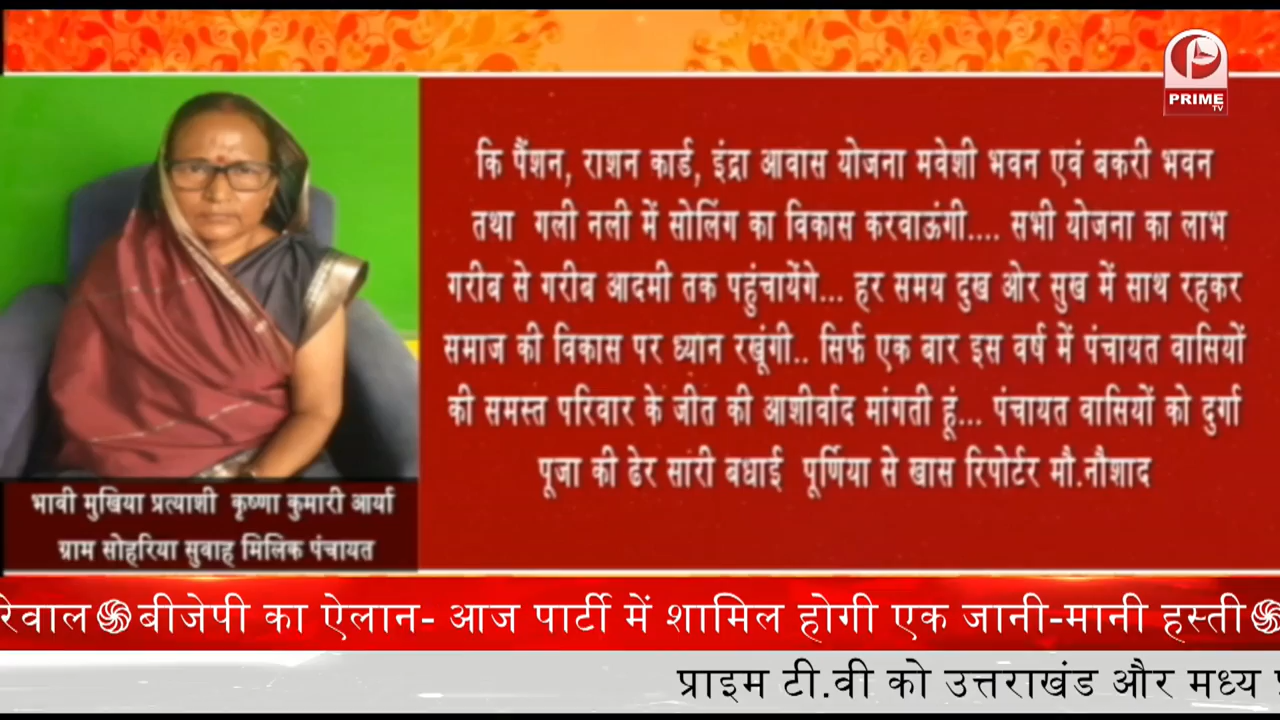 PRIME
TV
कि पैंशन, राशन कार्ड, इंद्रा आवास योजना मवेशी भवन एवं बकरी भवन
तथा गली नली में सोलिंग का विकास करवाऊंगी.... सभी योजना का लाभ
गरीब से गरीब आदमी तक पहुंचायेंगे... हर समय दुख ओर सुख में साथ रहकर
समाज की विकास पर ध्यान रखूंगी.. सिर्फ एक बार इस वर्ष में पंचायत वासियों
की समस्त परिवार के जीत की आशीर्वाद मांगती हूं... पंचायत वासियों को दुर्गा
पूजा की ढेर सारी बधाई पूर्णिया से खास रिपोर्टर मौ.नौशाद
भावी मुखिया प्रत्याशी कृष्णा कुमारी आर्या
ग्राम सोहरिया सुवाह मिलिक पंचायत
रिवाल बीजेपी का ऐलान- आज पार्टी में शामिल होगी एक जानी-मानी हस्ती
प्राइम टी.वी को उत्तराखंड और मध्य